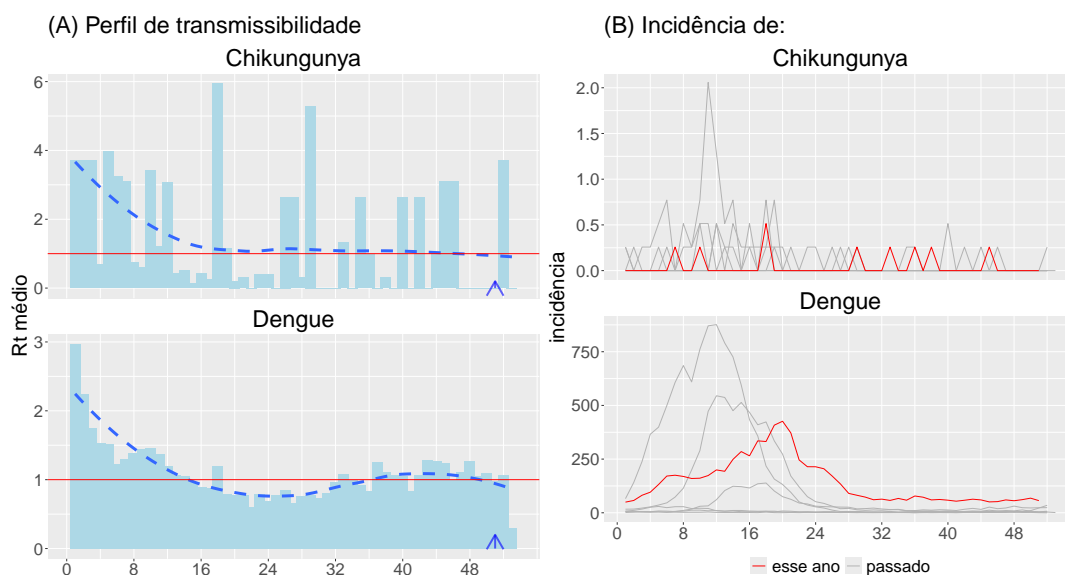 (A) Perfil de transmissibilidade
Chikungunya
6
4
2
0
Dengue
3
2
1
0
0 8 16 24 32 40 48
Rt médio
(B) Incidência de:
Chikungunya
2.0
1.5
1.0
0.5
0.0
Dengue
750
500
250
0
0 8 16 24 32 40 48
incidência
esse ano passado